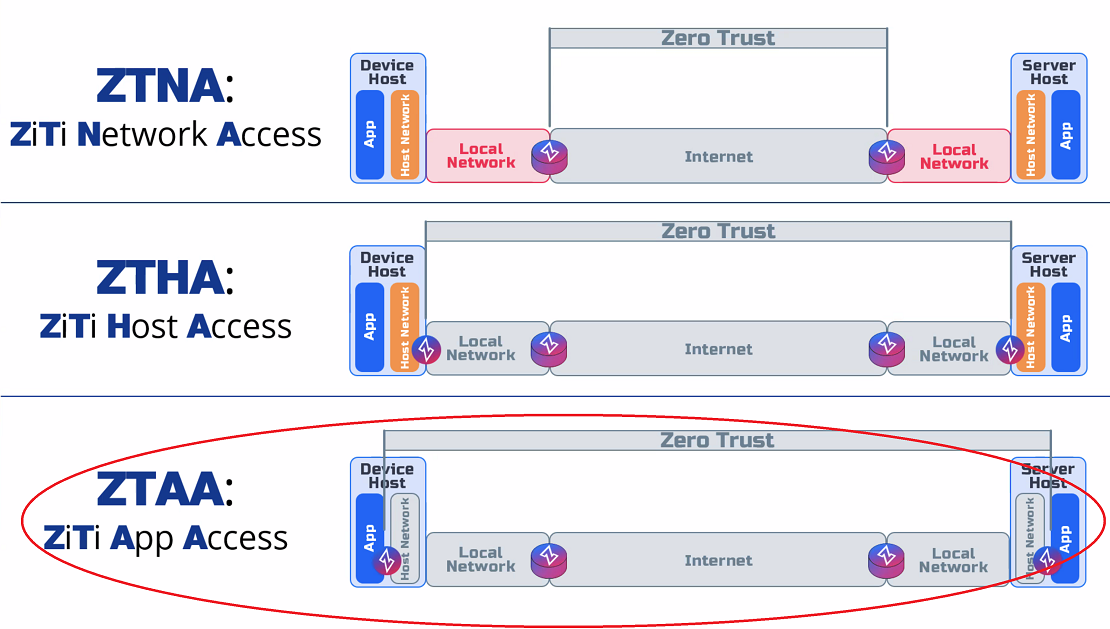 Zero Trust
ZTNA:
ZiTi Network Access
Device
Host
App
Host Network
Local
Network
Internet
Local
Network
Server
Host
Host Network
App
Zero Trust
ZTHA:
ZiTi Host Access
Device
Host
App
Host Network
Local
Network
Internet
Local
Network
Server
Host
Host Network
App
Zero Trust
ZTAA:
ZiTi App Access
Device
Host
App
Host Network
Local
Network
Internet
Local
Network
Server
Host
Host Network
App